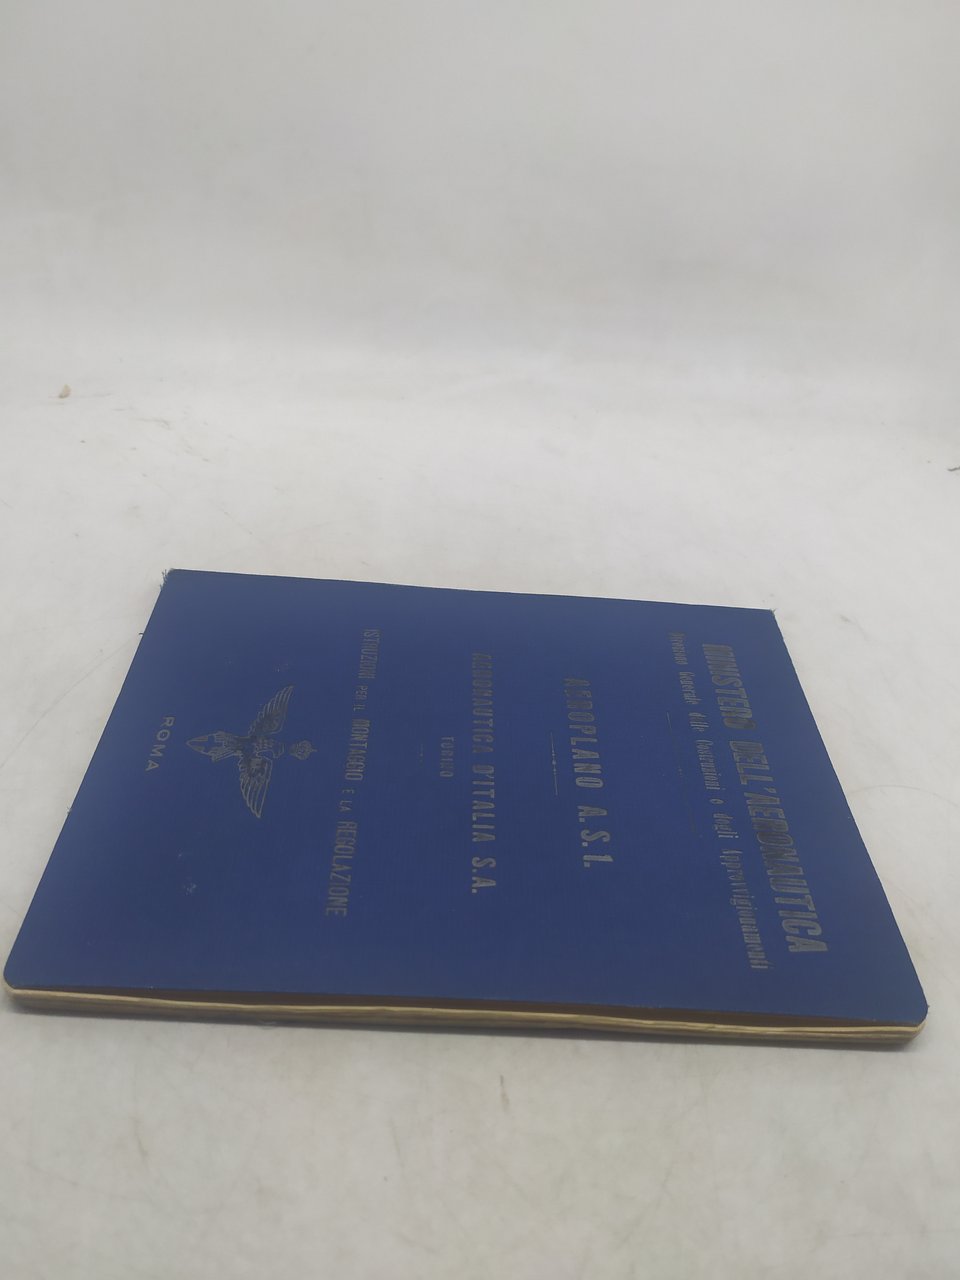 MINISTERO DELL'AERONAUTICA
Direzione Generale delle Costruzioni e degli Approvvigionamenti
AEROPLANO A.S.1.
AERONAUTICA D'ITALIA S.A.
TORINO
ISTRUZIONI PER IL MONTAGGIO E LA REGOLAZIONE
ROMA